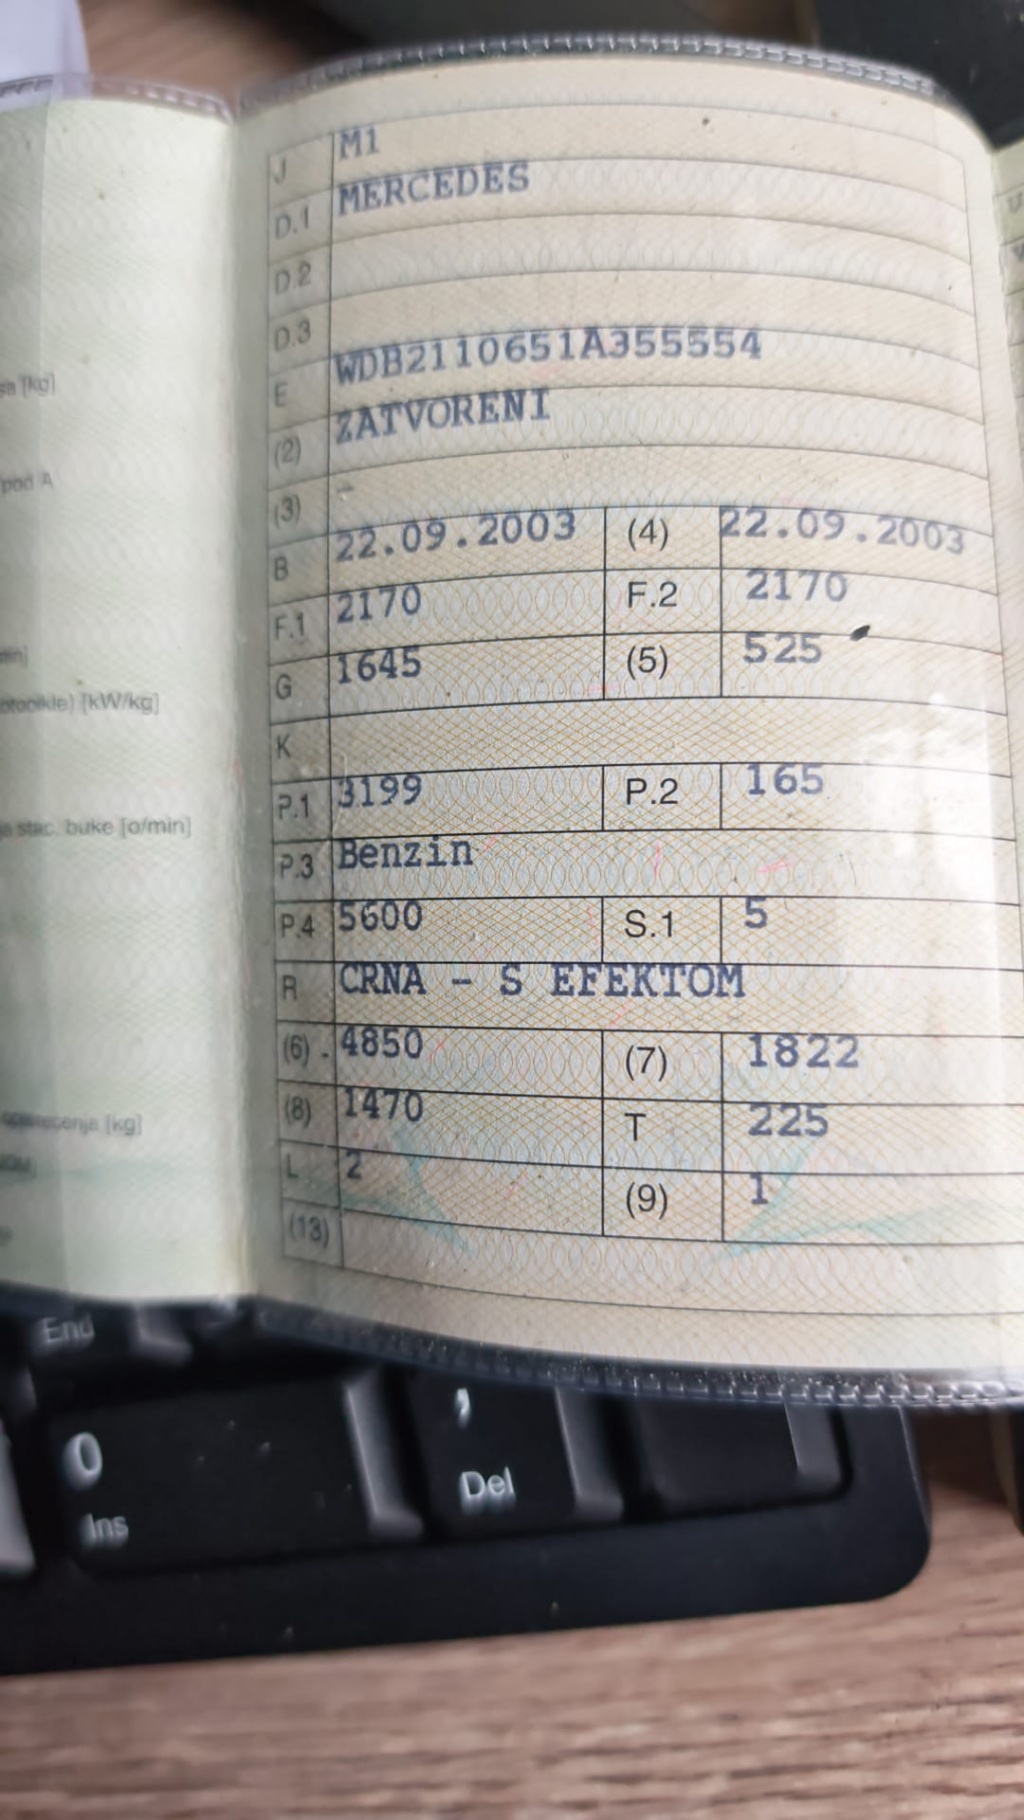 J M1
D.1 MERCEDES
D.2
D.3
E WDB2110651A355554
(2) ZATVORENI
(3) -
B 22.09.2003 (4) 22.09.2003
F.1 2170 F.2 2170
G 1645 (5) 525
K
P.1 3199 P.2 165
P.3 Benzin
P.4 5600 S.1 5
R CRNA - S EFEKTOM
(6) 4850 (7) 1822
(8) 1470 T 225
L 2 (9) 1
(13)
[kg]
pod A
[kW/kg]
stac. buke [o/min]
[kg]
End
0
Ins
,
Del